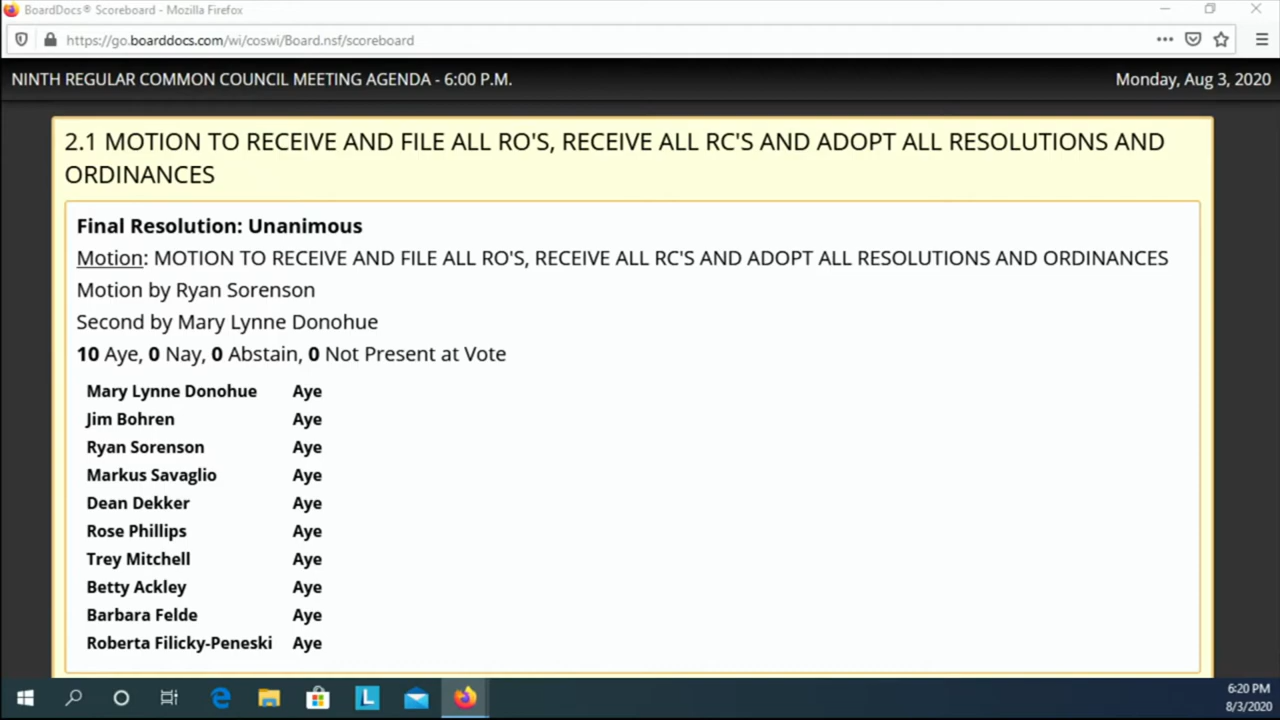 BoardDocs® Scoreboard - Mozilla Firefox
https://go.boarddocs.com/wi/coswi/Board.nsf/scoreboard
NINTH REGULAR COMMON COUNCIL MEETING AGENDA - 6:00 P.M. Monday, Aug 3, 2020
2.1 MOTION TO RECEIVE AND FILE ALL RO'S, RECEIVE ALL RC'S AND ADOPT ALL RESOLUTIONS AND
ORDINANCES
Final Resolution: Unanimous
Motion: MOTION TO RECEIVE AND FILE ALL RO'S, RECEIVE ALL RC'S AND ADOPT ALL RESOLUTIONS AND ORDINANCES
Motion by Ryan Sorenson
Second by Mary Lynne Donohue
10 Aye, 0 Nay, 0 Abstain, 0 Not Present at Vote
Mary Lynne Donohue Aye
Jim Bohren Aye
Ryan Sorenson Aye
Markus Savaglio Aye
Dean Dekker Aye
Rose Phillips Aye
Trey Mitchell Aye
Betty Ackley Aye
Barbara Felde Aye
Roberta Filicky-Peneski Aye
L
6:20 PM
8/3/2020